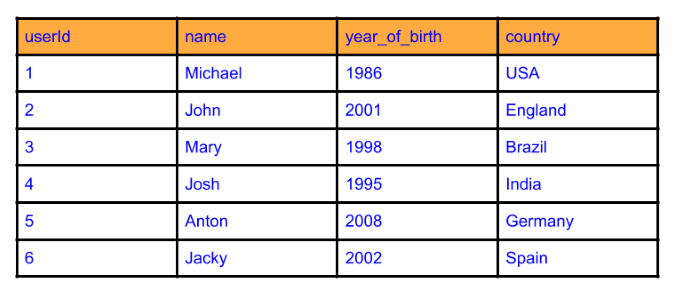 userId name year_of_birth country
1 Michael 1986 USA
2 John 2001 England
3 Mary 1998 Brazil
4 Josh 1995 India
5 Anton 2008 Germany
6 Jacky 2002 Spain